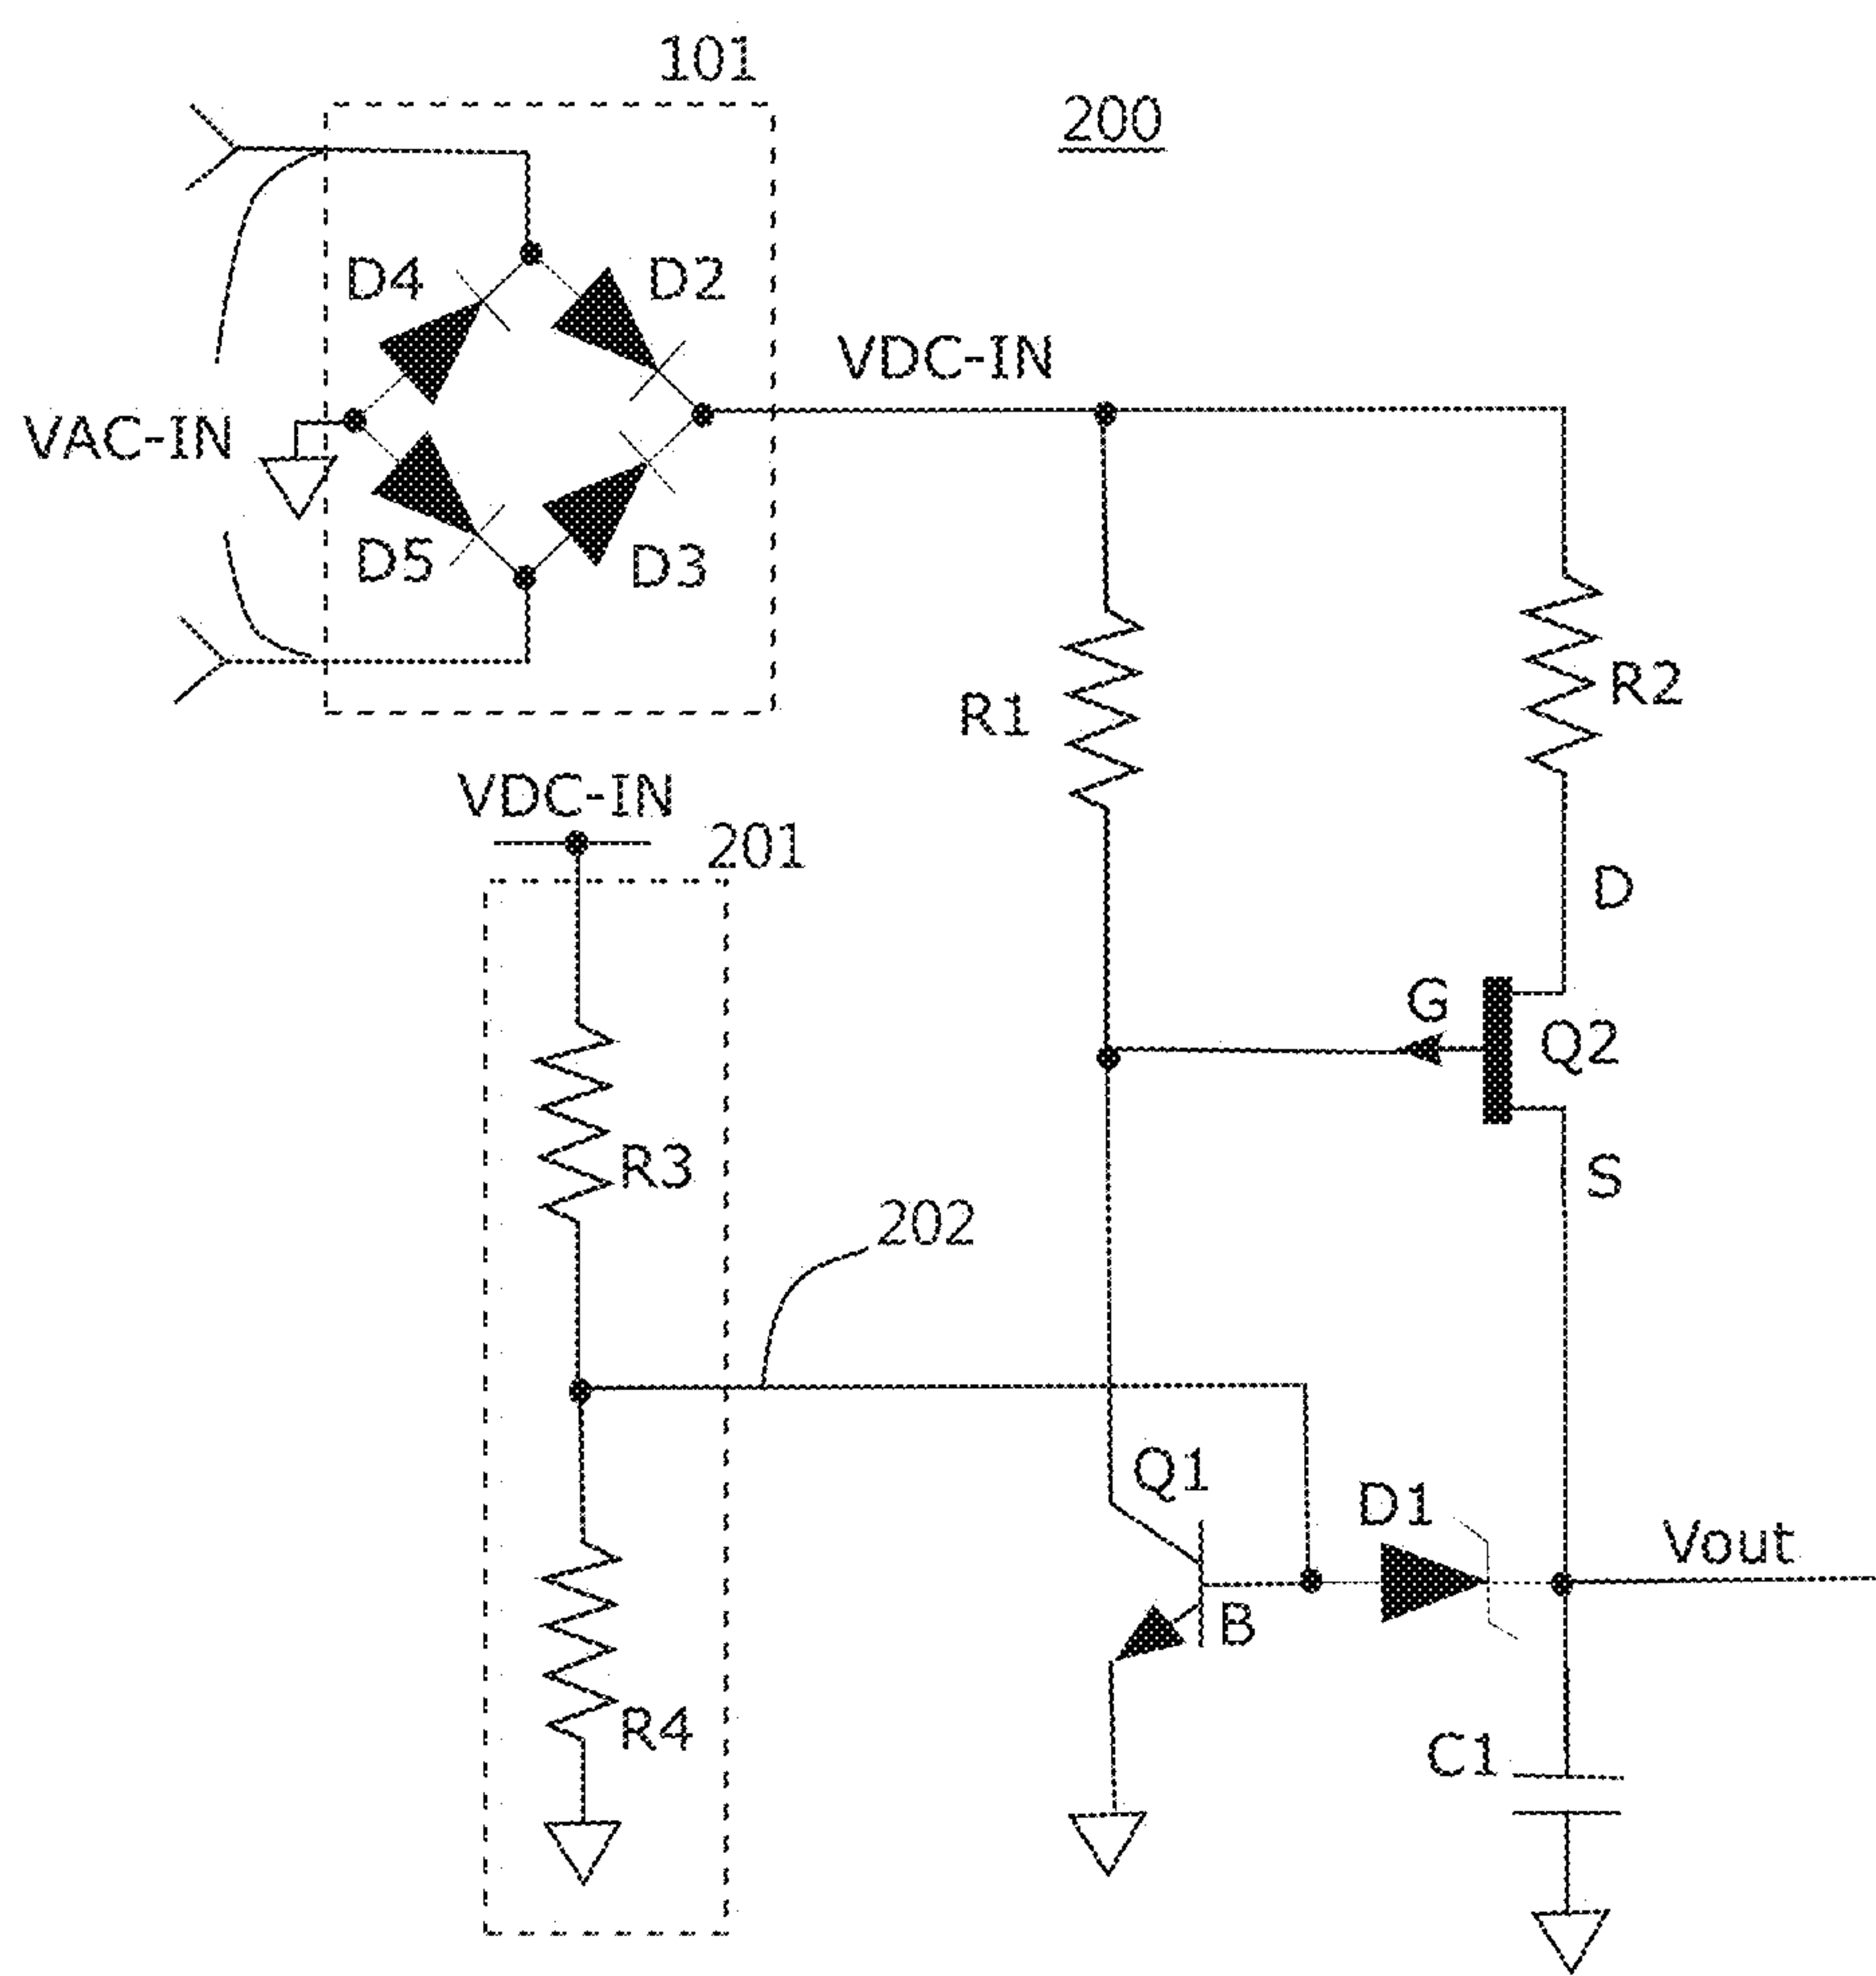 101
200
D4
D2
VDC-IN
VAC-IN
D5
D3
R1
R2
VDC-IN
201
D
G
Q2
R3
S
202
Q1
D1
Vout
B
R4
C1